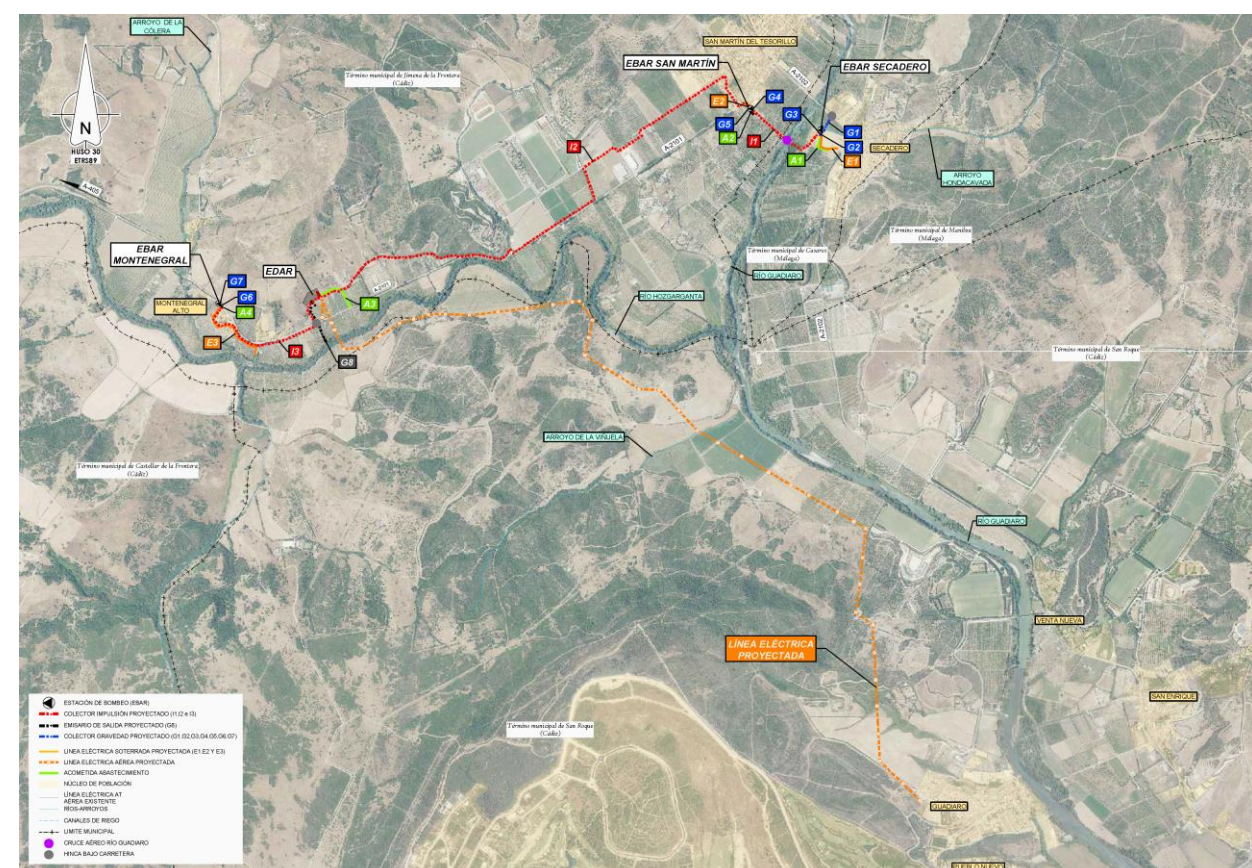 ARROYO DE LA
CÓLERA
SAN MARTÍN DEL TESORILLO
N
HUSO 30
ETRS89
Término municipal de Jimena de la Frontera
(Cádiz)
EBAR SAN MARTÍN
A-2102
EBAR SECADERO
E2
G4
G3
G5
A2
I1
G1
G2
A1
E1
SECADERO
I2
A-2101
ARROYO
HONDACAVADA
A-405
Término municipal de Manilva
(Málaga)
Término municipal de Casares
(Málaga)
EBAR
MONTENEGRAL
EDAR
RÍO GUADIARO
G7
G6
A4
MONTENEGRAL
ALTO
A3
RÍO HOZGARGANTA
E3
I3
G8
A-2102
Término municipal de San Roque
(Cádiz)
ARROYO DE LA VIÑUELA
Término municipal de Castellar de la Frontera
(Cádiz)
RÍO GUADIARO
VENTA NUEVA
LÍNEA ELÉCTRICA
PROYECTADA
SAN ENRIQUE
Término municipal de San Roque
(Cádiz)
GUADIARO
PUEBLO NUEVO
ESTACIÓN DE BOMBEO (EBAR)
COLECTOR IMPULSIÓN PROYECTADO (I1,I2 e I3)
EMISARIO DE SALIDA PROYECTADO (G8)
COLECTOR GRAVEDAD PROYECTADO (G1,G2,G3,G4,G5,G6,G7)
LINEA ELÉCTRICA SOTERRADA PROYECTADA (E1,E2 Y E3)
LINEA ELÉCTRICA AÉREA PROYECTADA
ACOMETIDA ABASTECIMIENTO
NÚCLEO DE POBLACIÓN
LÍNEA ELÉCTRICA AT
AÉREA EXISTENTE
RÍOS-ARROYOS
CANALES DE RIEGO
LIMITE MUNICIPAL
CRUCE AÉREO RÍO GUADIARO
HINCA BAJO CARRETERA